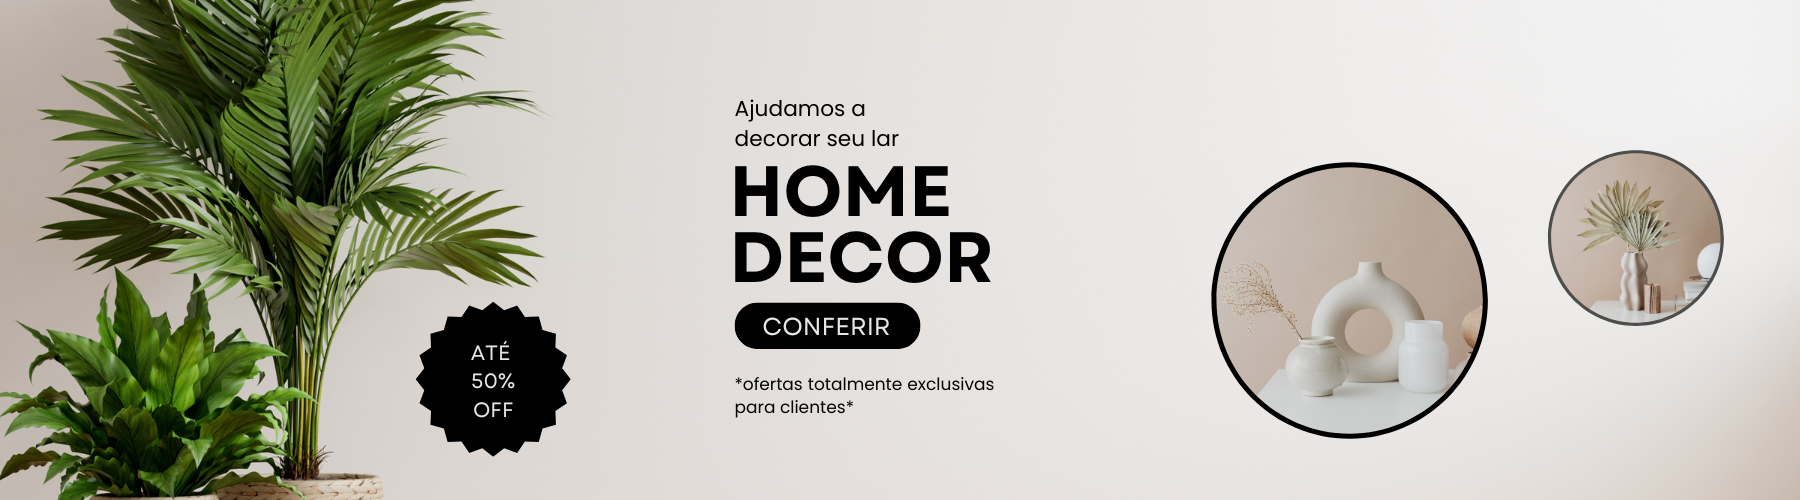 Ajudamos a
decorar seu lar
HOME
DECOR
CONFERIR
*ofertas totalmente exclusivas
para clientes*
ATÉ
50%
OFF